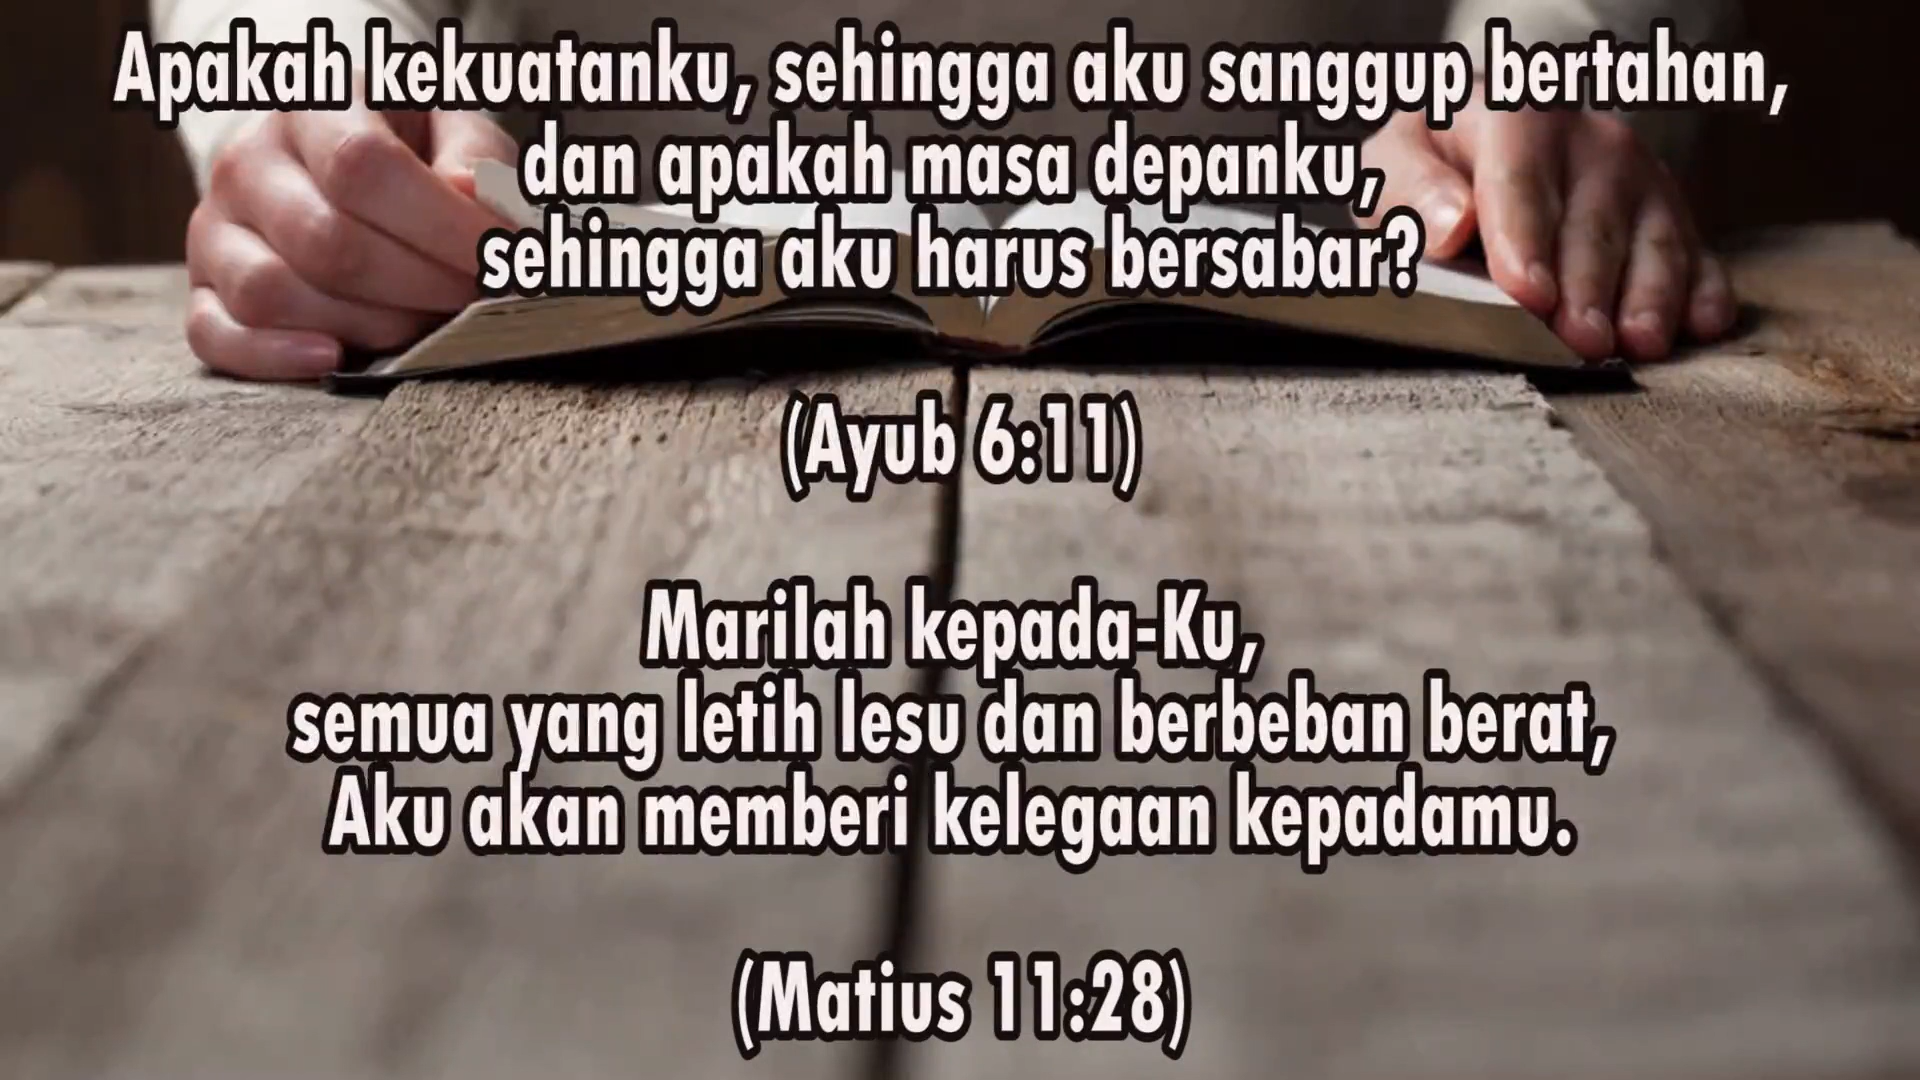 Apakah kekuatanku, sehingga aku sanggup bertahan,
dan apakah masa depanku,
sehingga aku harus bersabar?
(Ayub 6:11)
Marilah kepada-Ku,
semua yang letih lesu dan berbeban berat,
Aku akan memberi kelegaan kepadamu.
(Matius 11:28)